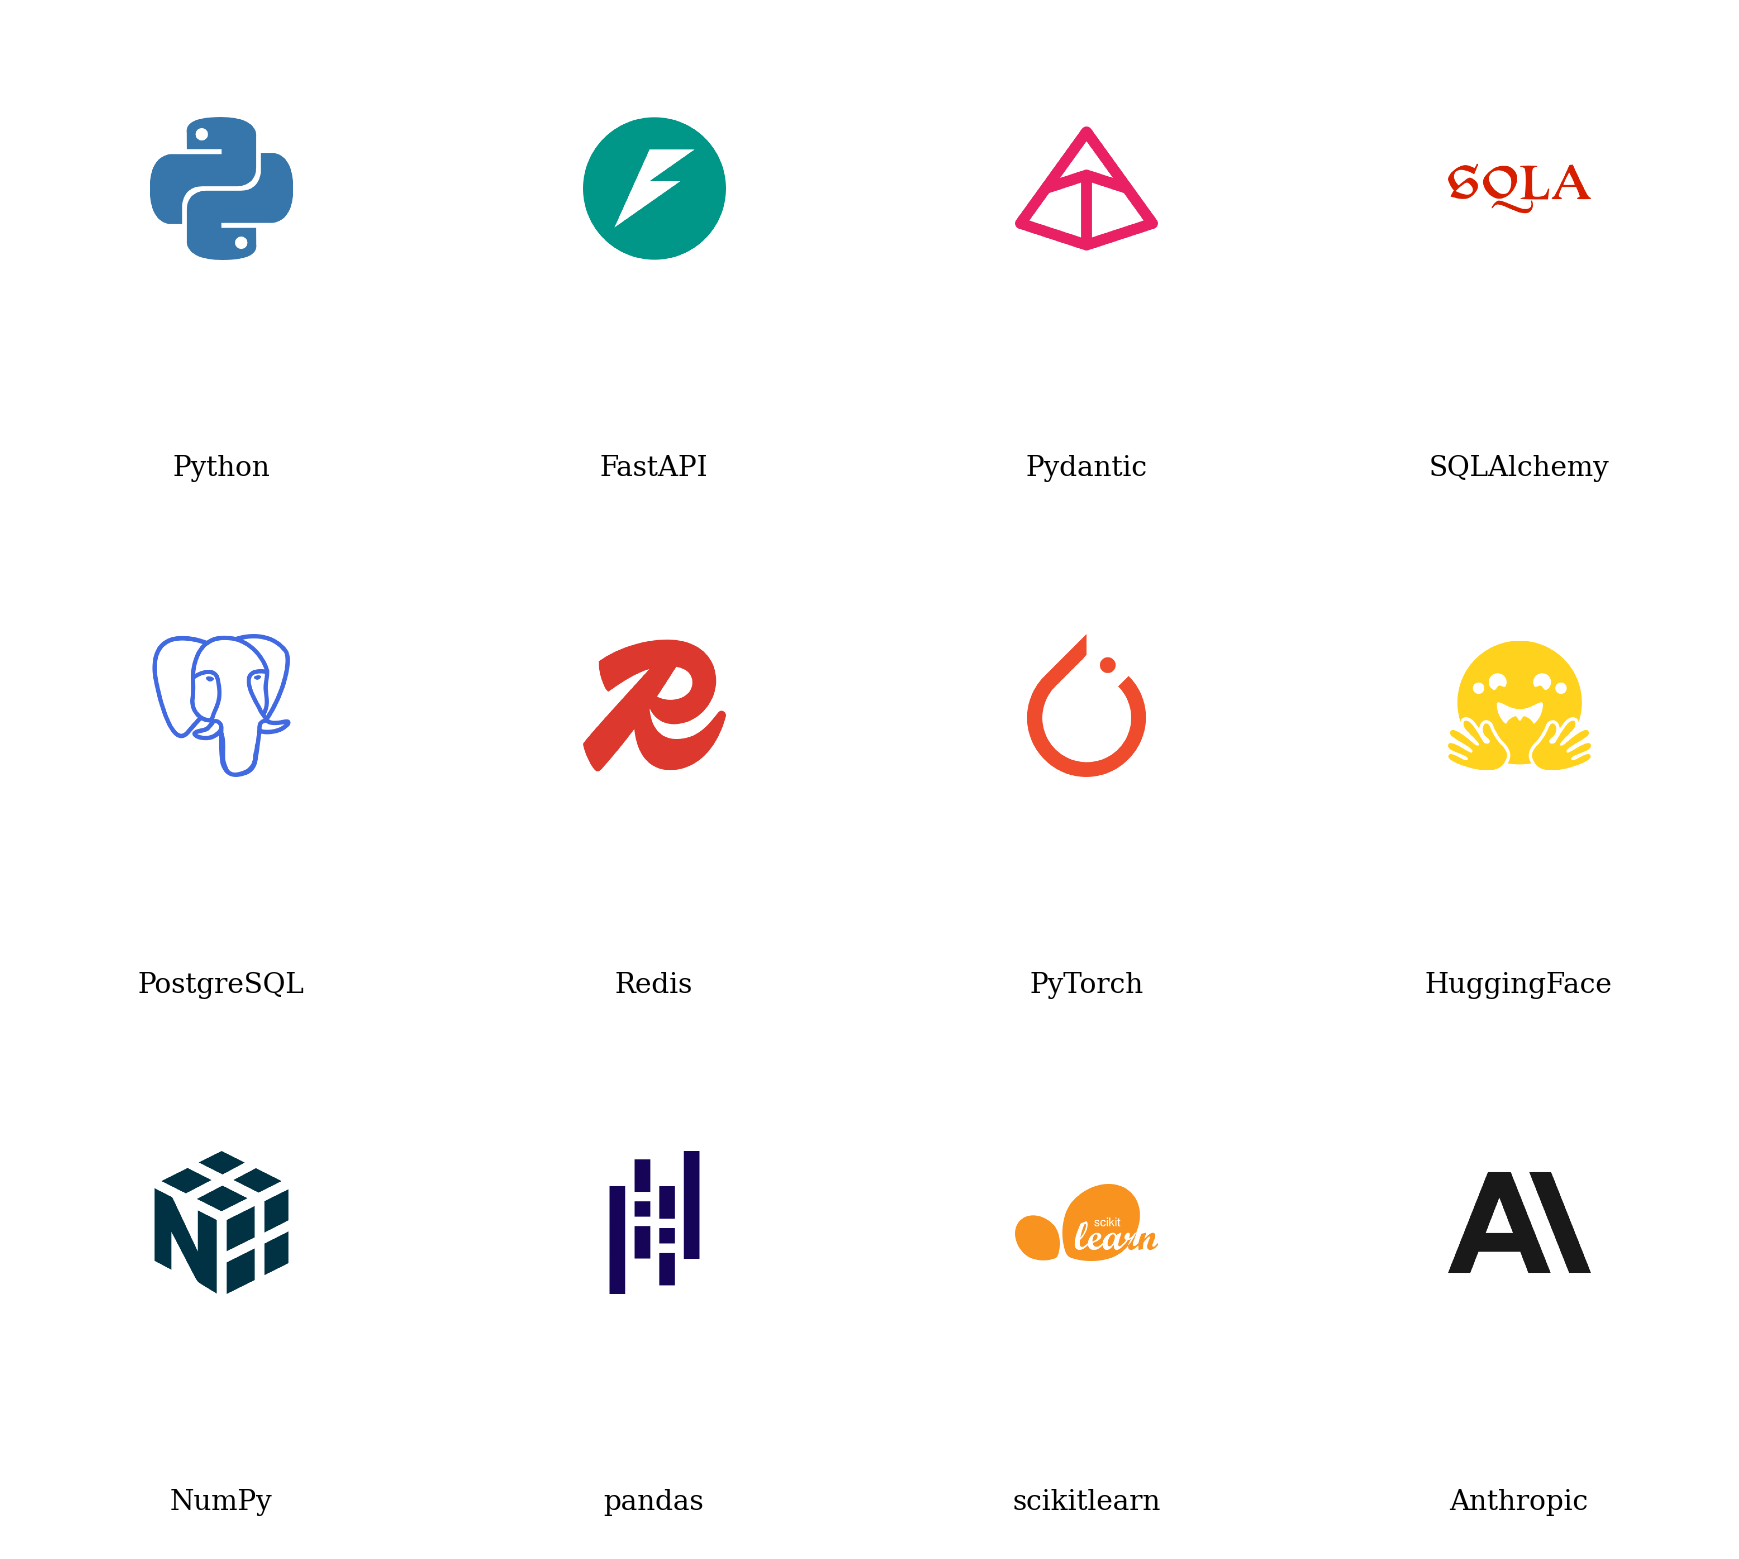 SQLA
Python
FastAPI
Pydantic
SQLAlchemy
PostgreSQL
Redis
PyTorch
HuggingFace
scikit
learn
NumPy
pandas
scikitlearn
Anthropic